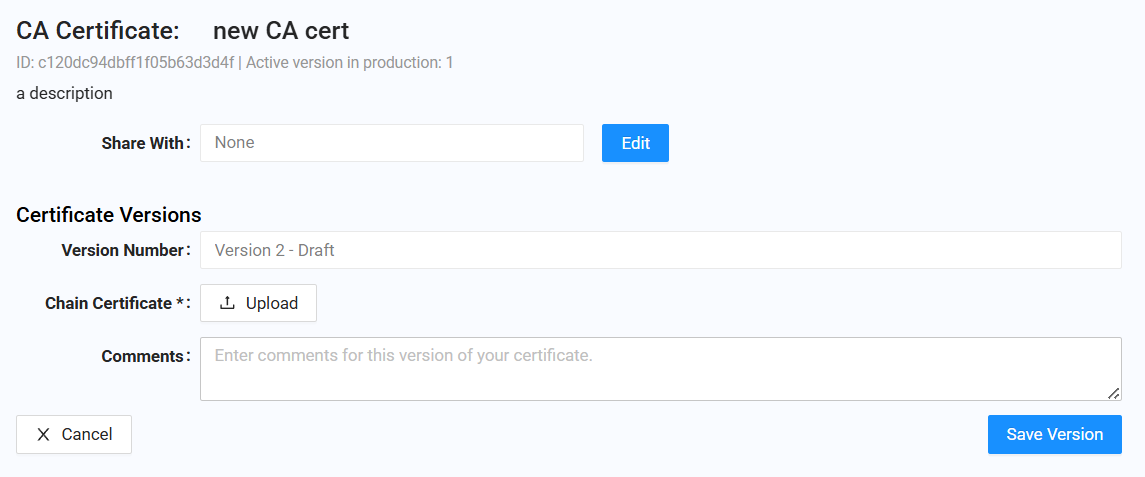 CA Certificate: new CA cert
ID: c120dc94dbff1f05b63d3d4f | Active version in production: 1
a description
Share With: None Edit
Certificate Versions
Version Number: Version 2 - Draft
Chain Certificate *: Upload
Comments: Enter comments for this version of your certificate.
Cancel Save Version